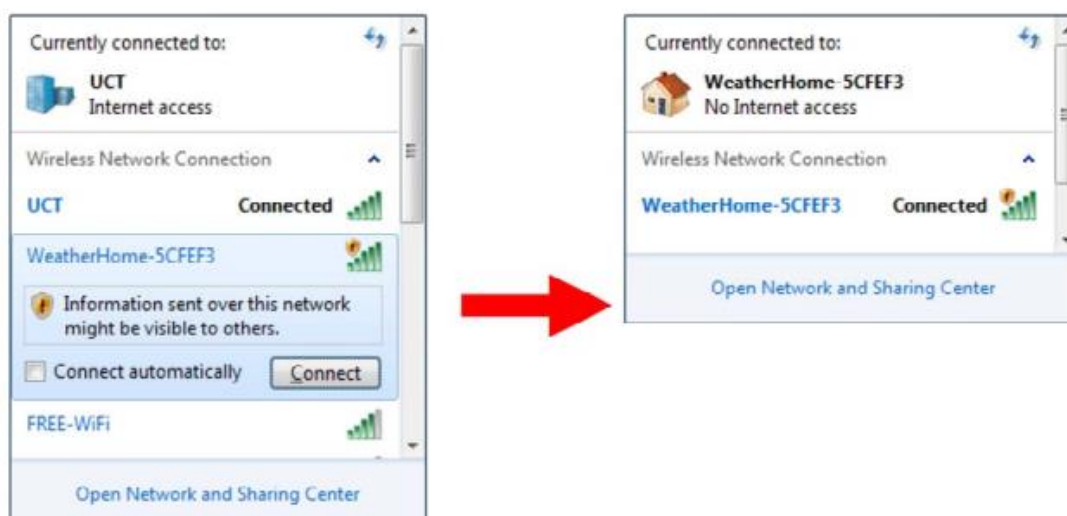 Currently connected to:
UCT
Internet access
Wireless Network Connection
UCT Connected
WeatherHome-5CFEF3
Information sent over this network
might be visible to others.
Connect automatically Connect
FREE-WiFi
Open Network and Sharing Center
Currently connected to:
WeatherHome-5CFEF3
No Internet access
Wireless Network Connection
WeatherHome-5CFEF3 Connected
Open Network and Sharing Center